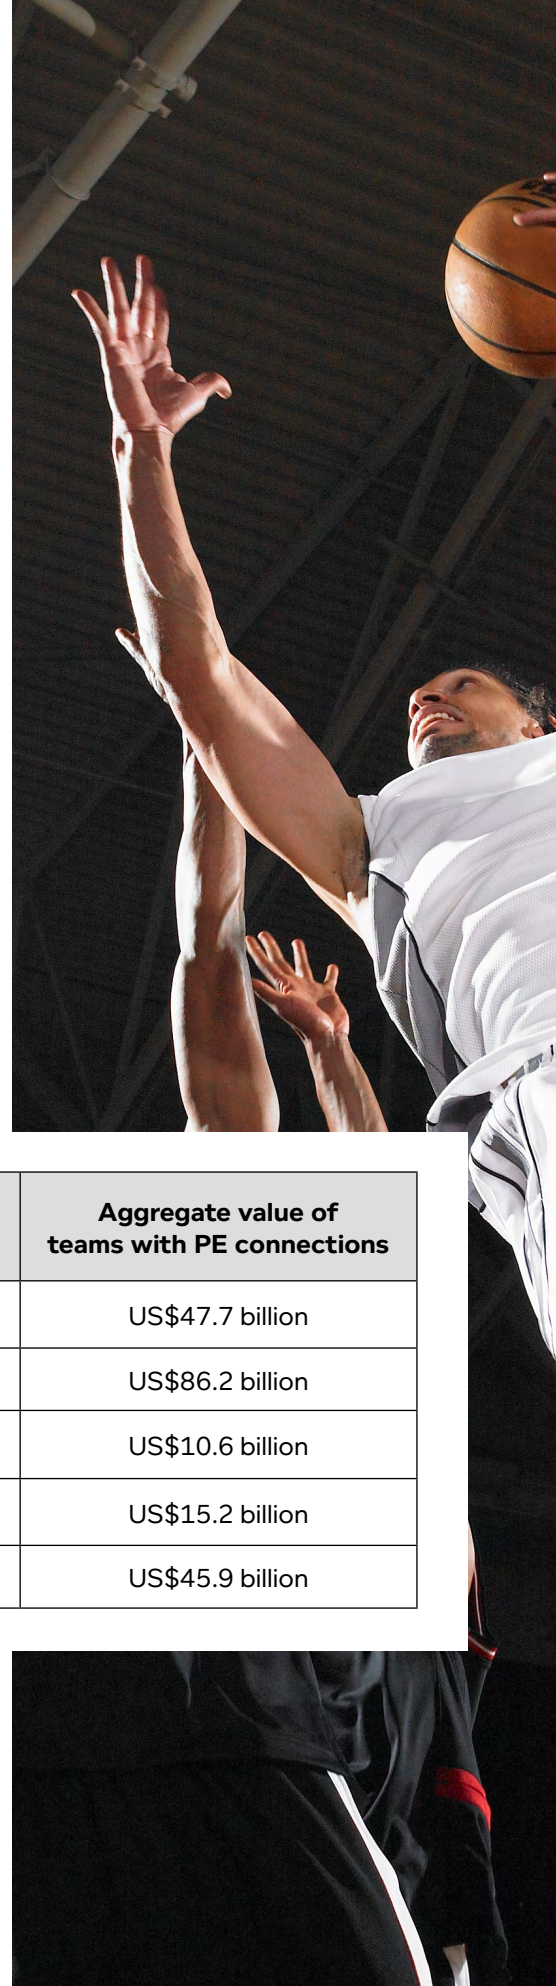 Aggregate value of
teams with PE connections
US$47.7 billion
US$86.2 billion
US$10.6 billion
US$15.2 billion
US$45.9 billion